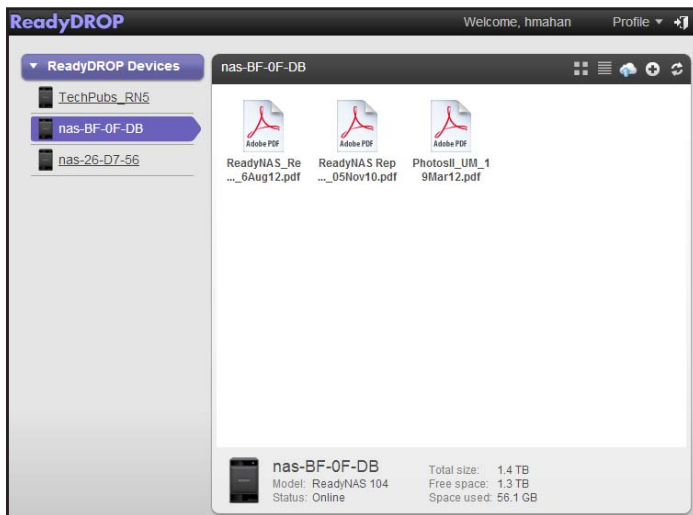 ReadyDROP
Welcome, hmahan Profile
ReadyDROP Devices
TechPubs_RN5
nas-BF-0F-DB
nas-26-D7-56
nas-BF-0F-DB
Adobe PDF Adobe PDF Adobe PDF
ReadyNAS_Re ReadyNAS Rep PhotosII_UM_1
..._6Aug12.pdf ..._05Nov10.pdf 9Mar12.pdf
nas-BF-0F-DB
Model: ReadyNAS 104
Status: Online
Total size: 1.4 TB
Free space: 1.3 TB
Space used: 56.1 GB